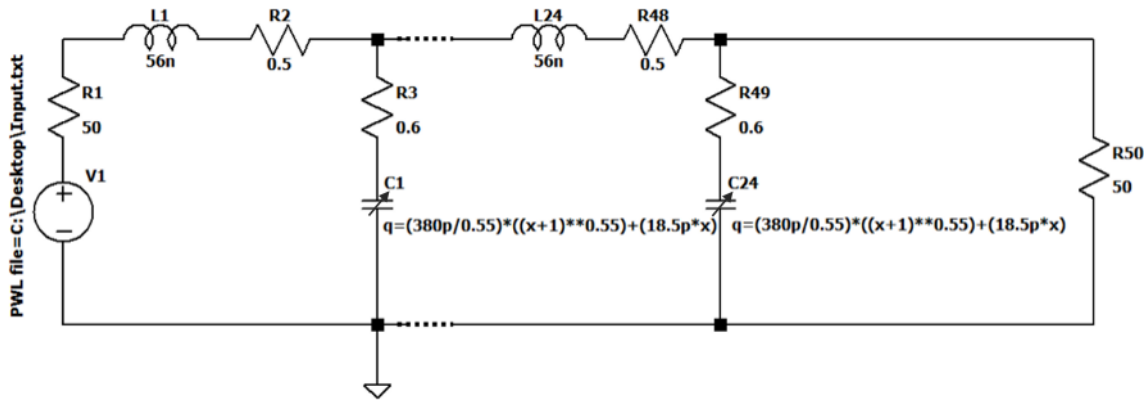 L1
56n
R2
0.5
L24
56n
R48
0.5
PWL file=C:\Desktop\Input.txt
R1
50
V1
+
−
R3
0.6
C1
q=(380p/0.55)*((x+1)**0.55)+(18.5p*x)
R49
0.6
C24
q=(380p/0.55)*((x+1)**0.55)+(18.5p*x)
R50
50